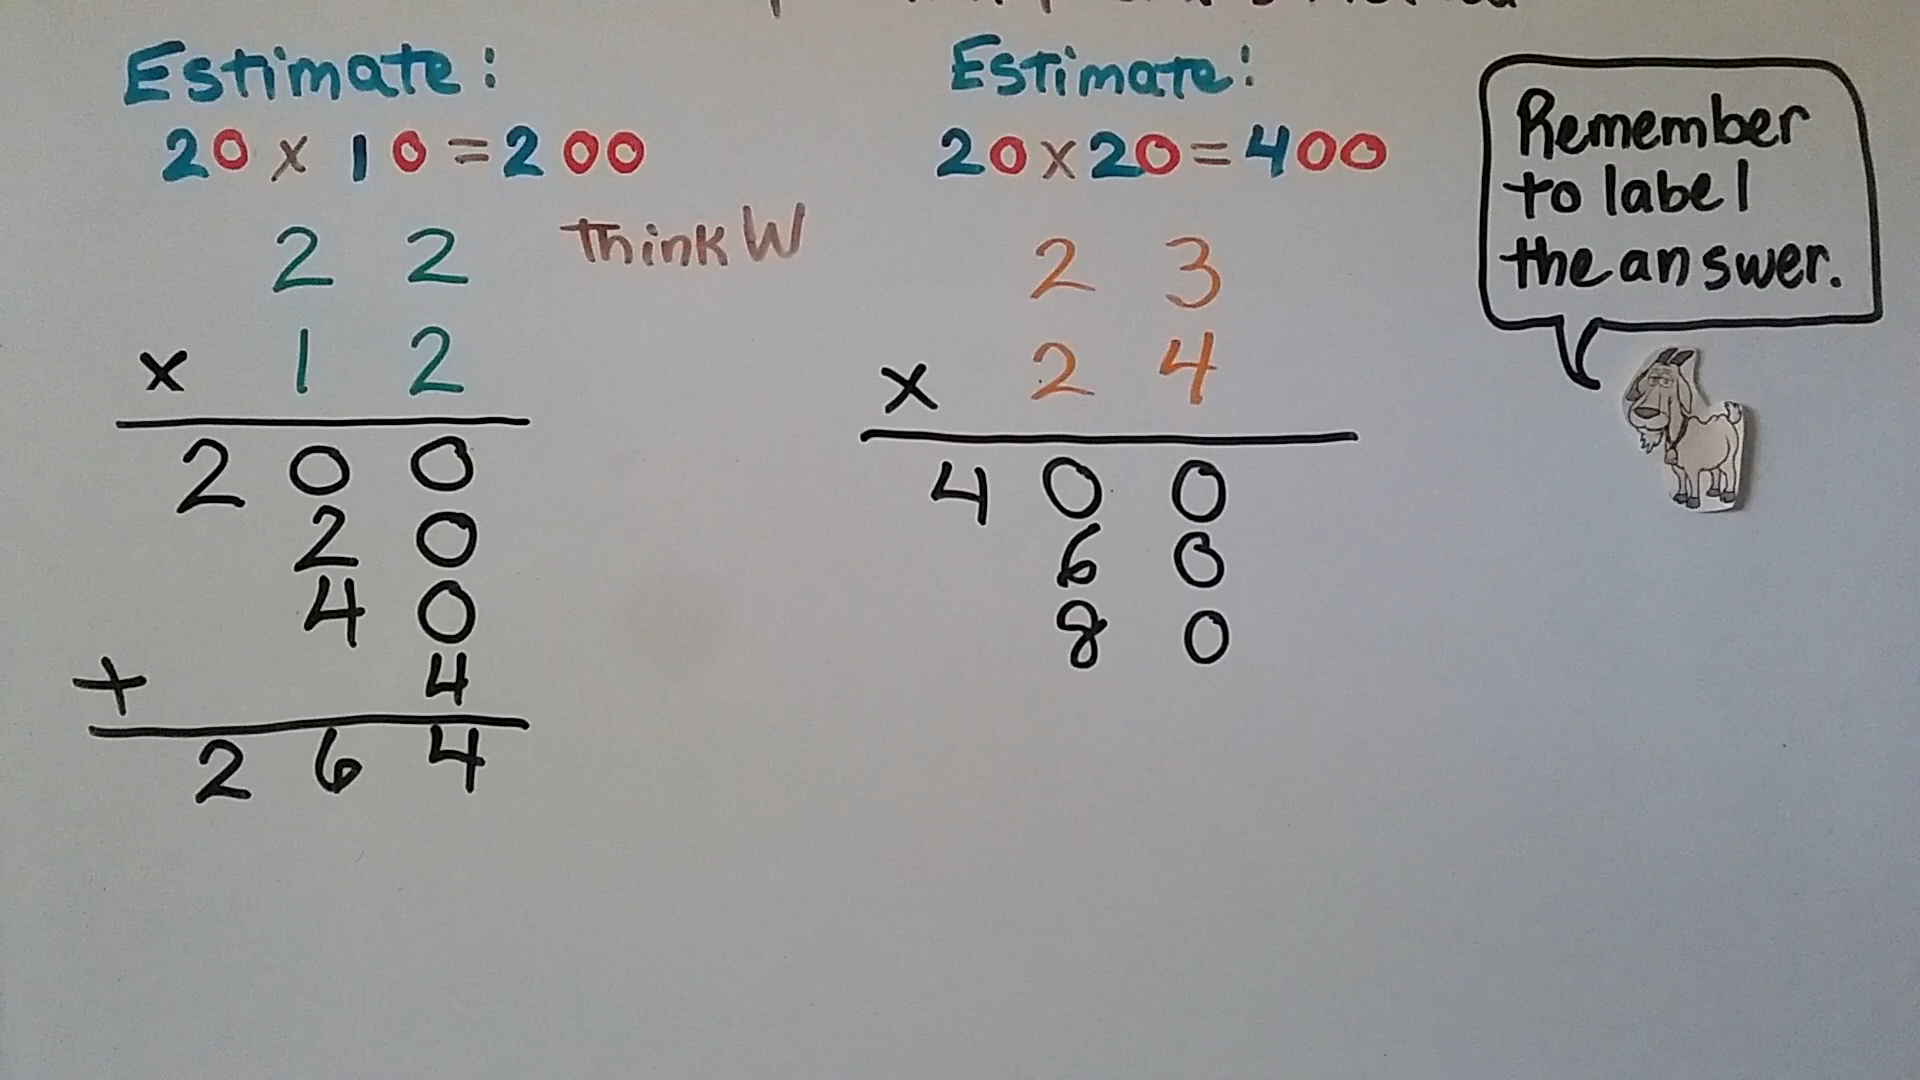 Estimate:
20 x 10 = 200
think W
2 2
x 1 2
2 0 0
2 0
4 0
+ 4
2 6 4
Estimate:
20 x 20 = 400
2 3
x 2 4
4 0 0
6 0
8 0
Remember
to label
the answer.